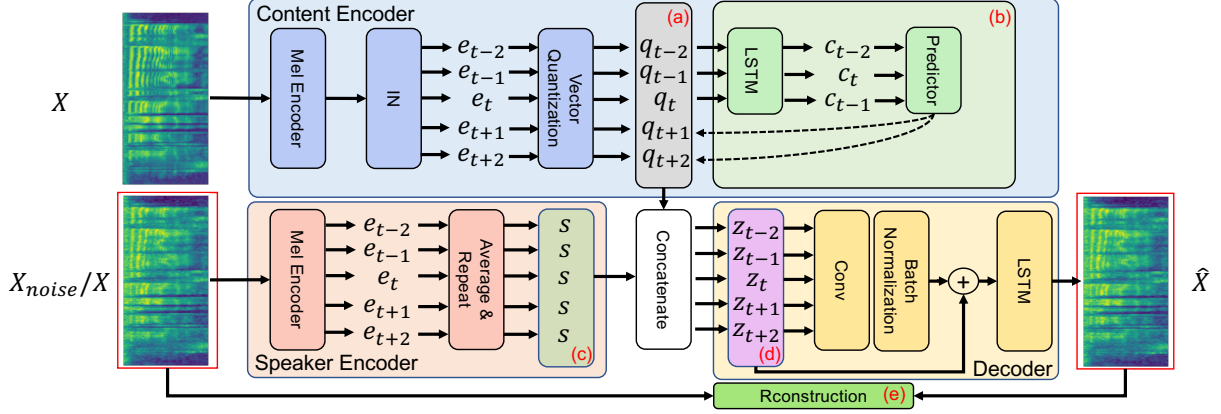 Content Encoder
(a)
(b)
X
Mel Encoder
IN
e_{t-2}
e_{t-1}
e_t
e_{t+1}
e_{t+2}
Vector
Quantization
q_{t-2}
q_{t-1}
q_t
q_{t+1}
q_{t+2}
LSTM
c_{t-2}
c_t
c_{t-1}
Predictor
X_{noise}/X
Mel Encoder
e_{t-2}
e_{t-1}
e_t
e_{t+1}
e_{t+2}
Average &
Repeat
s
s
s
s
s
(c)
Speaker Encoder
Concatenate
z_{t-2}
z_{t-1}
z_t
z_{t+1}
z_{t+2}
(d)
Conv
Batch
Normalization
+
LSTM
Decoder
X̂
Rconstruction
(e)